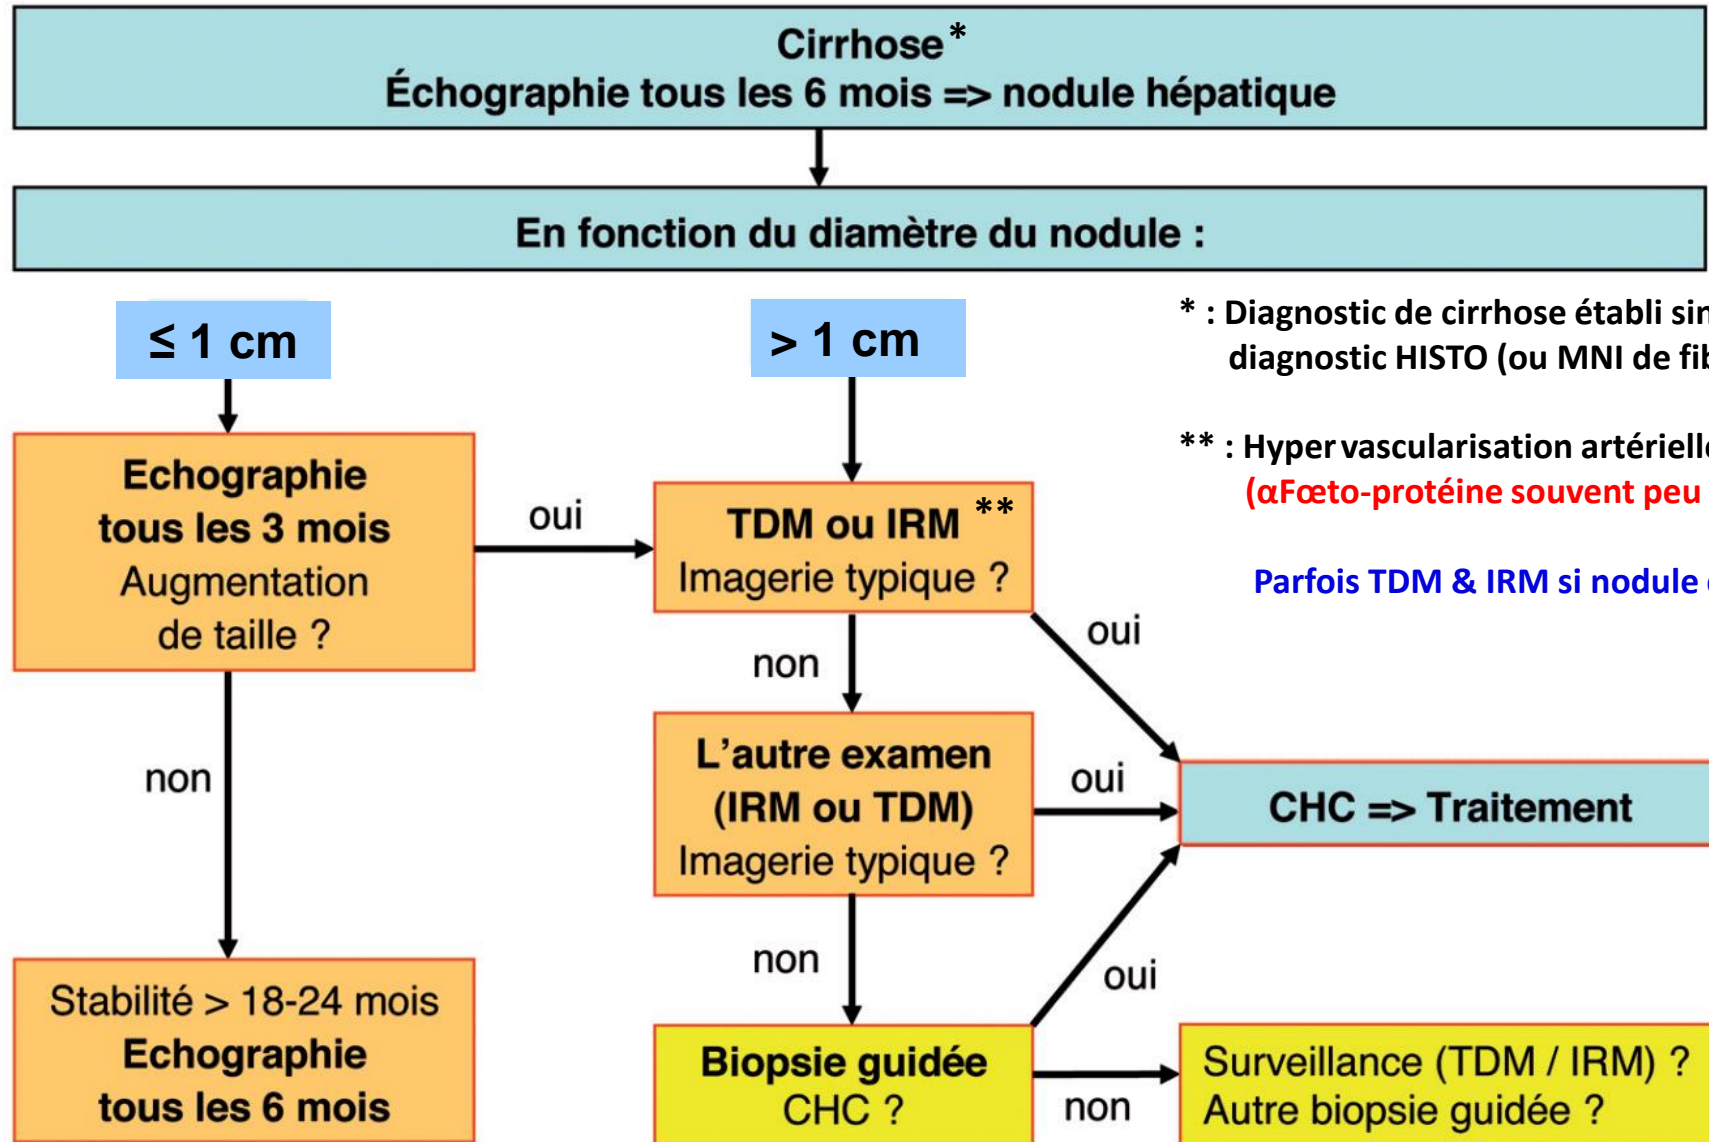 Cirrhose*
Échographie tous les 6 mois => nodule hépatique
En fonction du diamètre du nodule :
≤ 1 cm
> 1 cm
* : Diagnostic de cirrhose établi
diagnostic HISTO (ou MNI de
** : Hyper vascularisation
(αFœto-protéine souvent peu
Parfois TDM & IRM si nodule
Echographie
tous les 3 mois
Augmentation
de taille ?
oui
TDM ou IRM **
Imagerie typique ?
oui
non
non
L'autre examen
(IRM ou TDM)
Imagerie typique ?
oui
CHC => Traitement
non
oui
Stabilité > 18-24 mois
Echographie
tous les 6 mois
Biopsie guidée
CHC ?
non
Surveillance (TDM / IRM) ?
Autre biopsie guidée ?